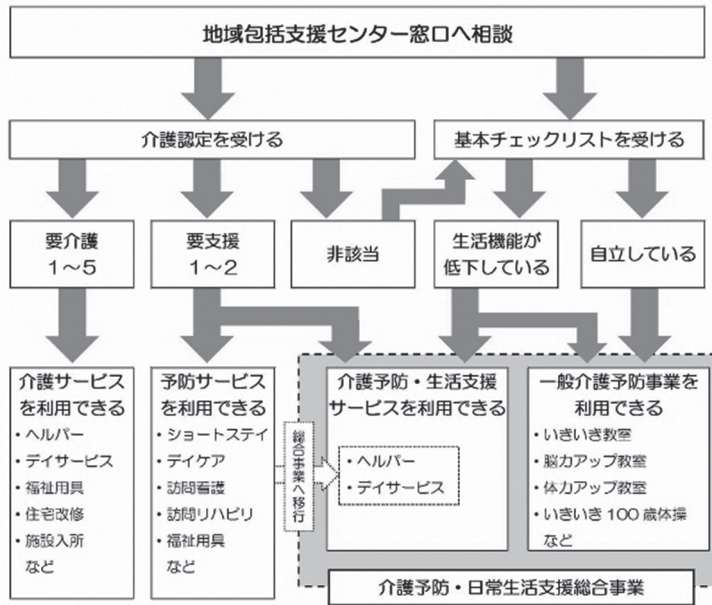 地域包括支援センター窓口へ相談
介護認定を受ける
基本チェックリストを受ける
要介護
1～5
要支援
1～2
非該当
生活機能が
低下している
自立している
介護サービス
を利用できる
・ヘルパー
・デイサービス
・福祉用具
・住宅改修
・施設入所
など
予防サービス
を利用できる
・ショートステイ
・デイケア
・訪問看護
・訪問リハビリ
・福祉用具
など
総合事業へ移行
介護予防・生活支援
サービスを利用できる
・ヘルパー
・デイサービス
一般介護予防事業を
利用できる
・いきいき教室
・脳力アップ教室
・体力アップ教室
・いきいき100歳体操
など
介護予防・日常生活支援総合事業